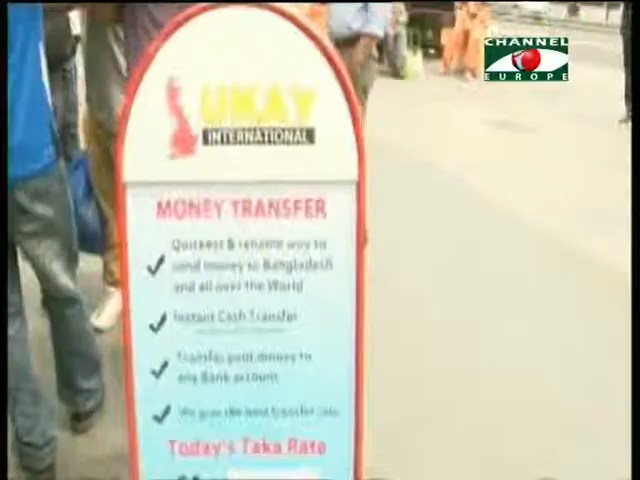 CHANNEL
EUROPE
UKAY
INTERNATIONAL
MONEY TRANSFER
Quickest & reliable way to
send money to Bangladesh
and all over the World
Instant Cash Transfer
Transfer your money to
any Bank account
We give the best transfer rate
Today's Taka Rate